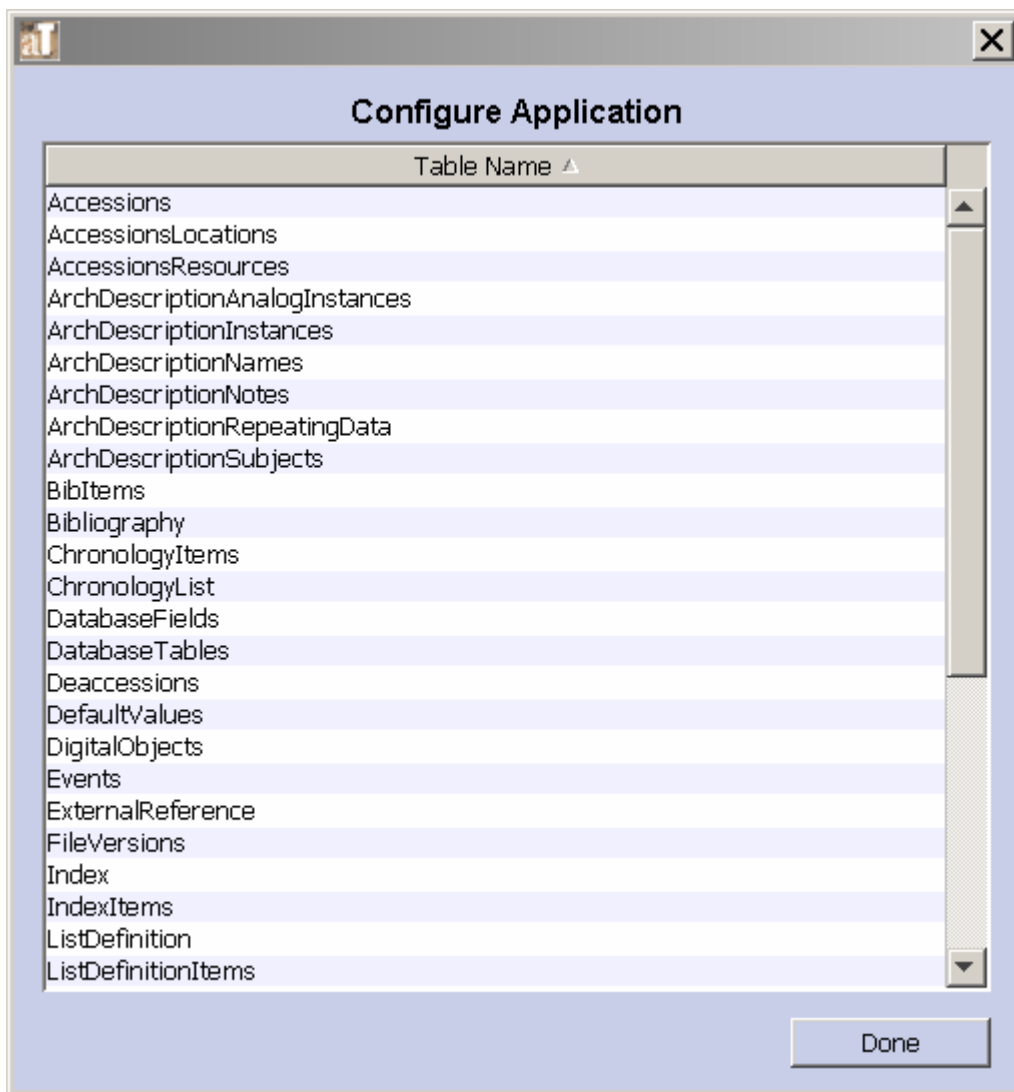 aT
Configure Application
Table Name
Accessions
AccessionsLocations
AccessionsResources
ArchDescriptionAnalogInstances
ArchDescriptionInstances
ArchDescriptionNames
ArchDescriptionNotes
ArchDescriptionRepeatingData
ArchDescriptionSubjects
BibItems
Bibliography
ChronologyItems
ChronologyList
DatabaseFields
DatabaseTables
Deaccessions
DefaultValues
DigitalObjects
Events
ExternalReference
FileVersions
Index
IndexItems
ListDefinition
ListDefinitionItems
Done